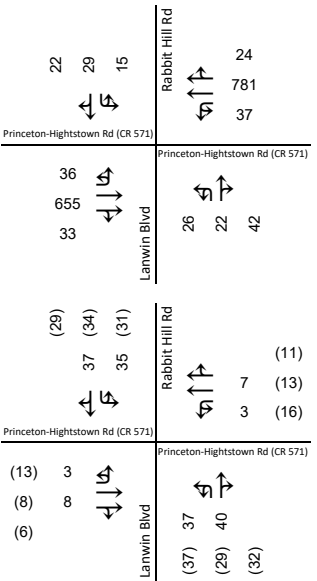 Rabbit Hill Rd
22 29 15
24
781
37
Princeton-Hightstown Rd (CR 571)
Princeton-Hightstown Rd (CR 571)
36
655
33
Lanwin Blvd
26 22 42
Rabbit Hill Rd
(29) (34) (31)
37 35
(11)
7 (13)
3 (16)
Princeton-Hightstown Rd (CR 571)
Princeton-Hightstown Rd (CR 571)
(13) 3
(8) 8
(6)
Lanwin Blvd
37 40
(37) (29) (32)